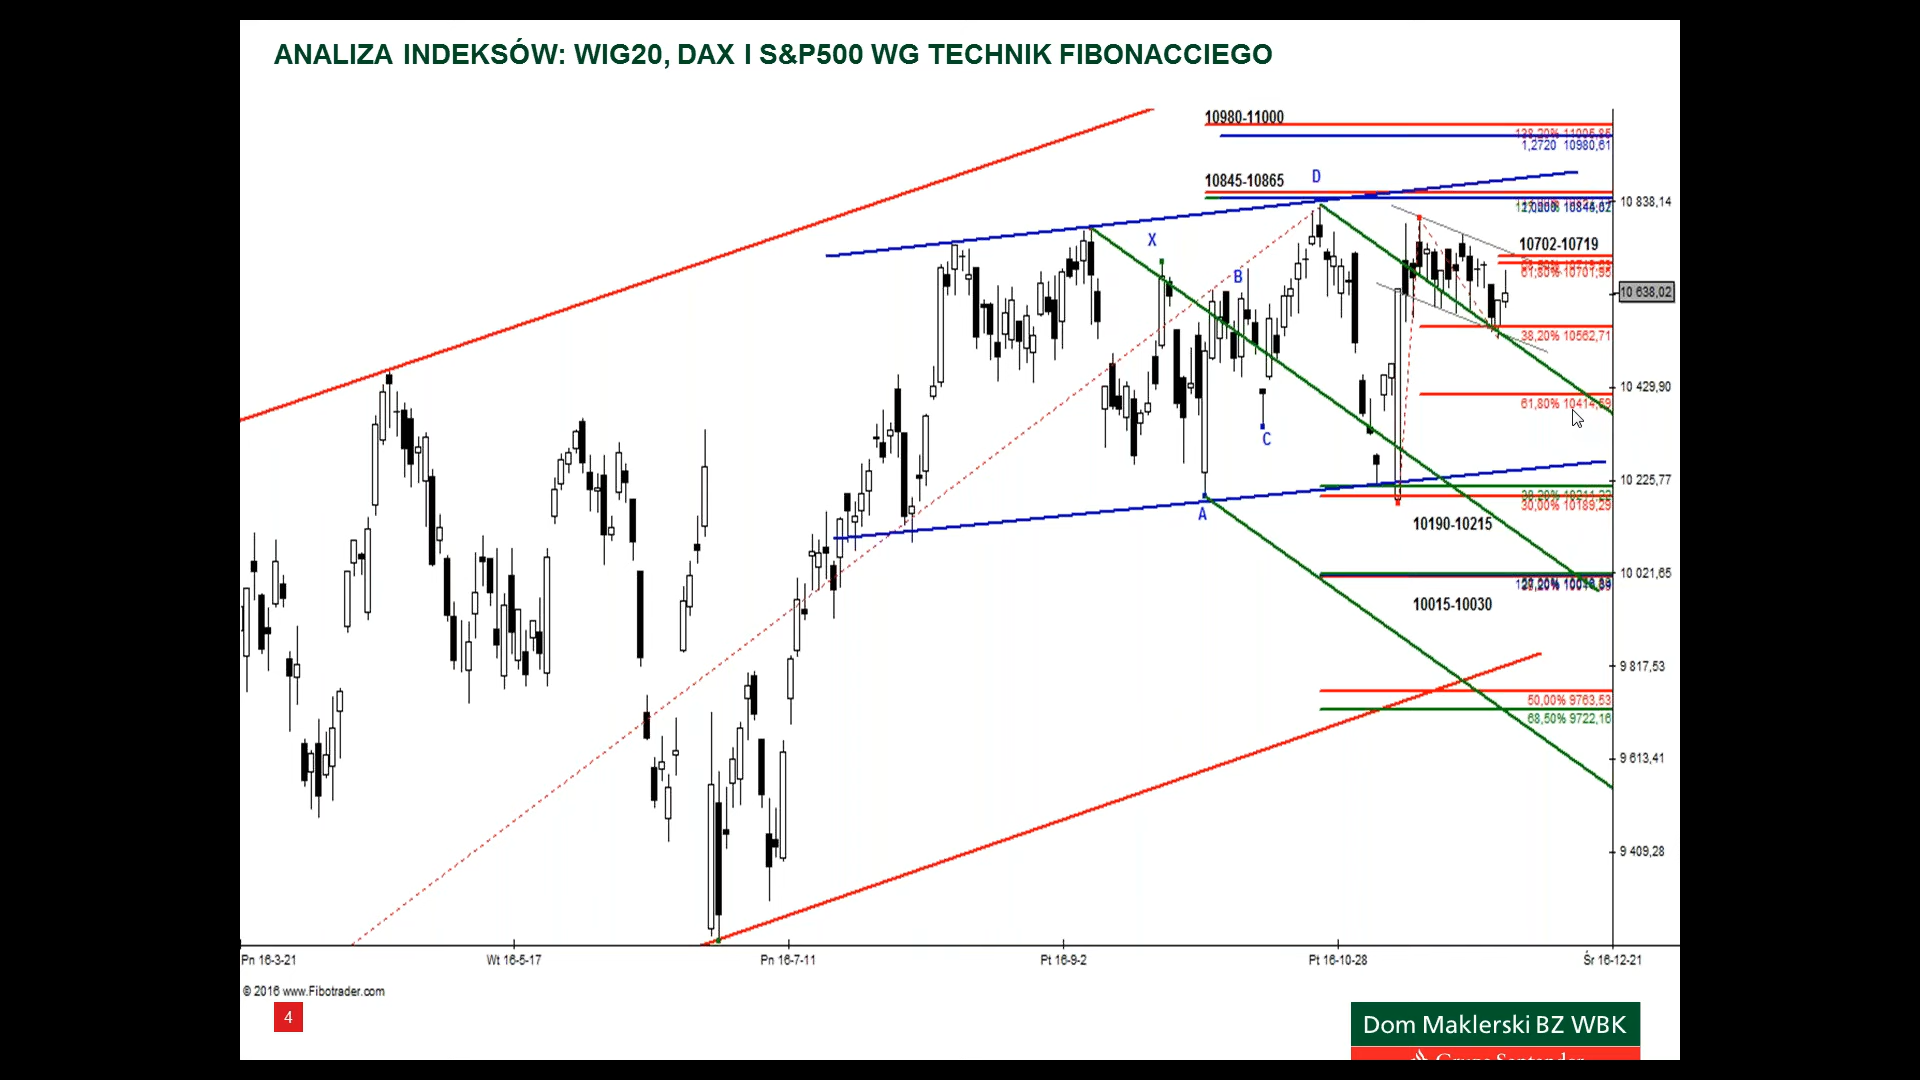 ANALIZA INDEKSÓW: WIG20, DAX I S&P500 WG TECHNIK FIBONACCIEGO
10980-11000
1,2720 10980,61
10845-10865
D
10 838,14
X
10702-10719
61,80% 10701,95
B
10 638,02
38,20% 10562,71
10 429,90
61,80% 10414,59
C
10 225,77
30,00% 10189,29
A
10190-10215
10 021,65
10015-10030
9 817,53
50,00% 9763,53
68,50% 9722,16
9 613,41
9 409,28
Pn 16-3-21
Wt 16-5-17
Pn 16-7-11
Pt 16-9-2
Pt 16-10-28
Śr 16-12-21
© 2016 www.Fibotrader.com
4
Dom Maklerski BZ WBK